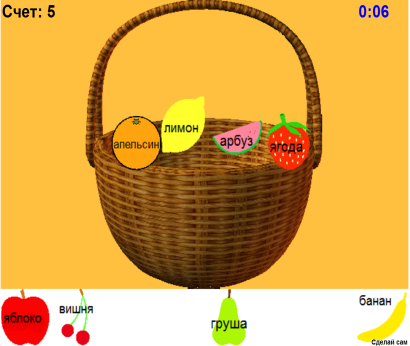 Счет: 5
0:06
лимон
апельсин
арбуз
ягода
банан
вишня
яблоко
груша
Сделай сам